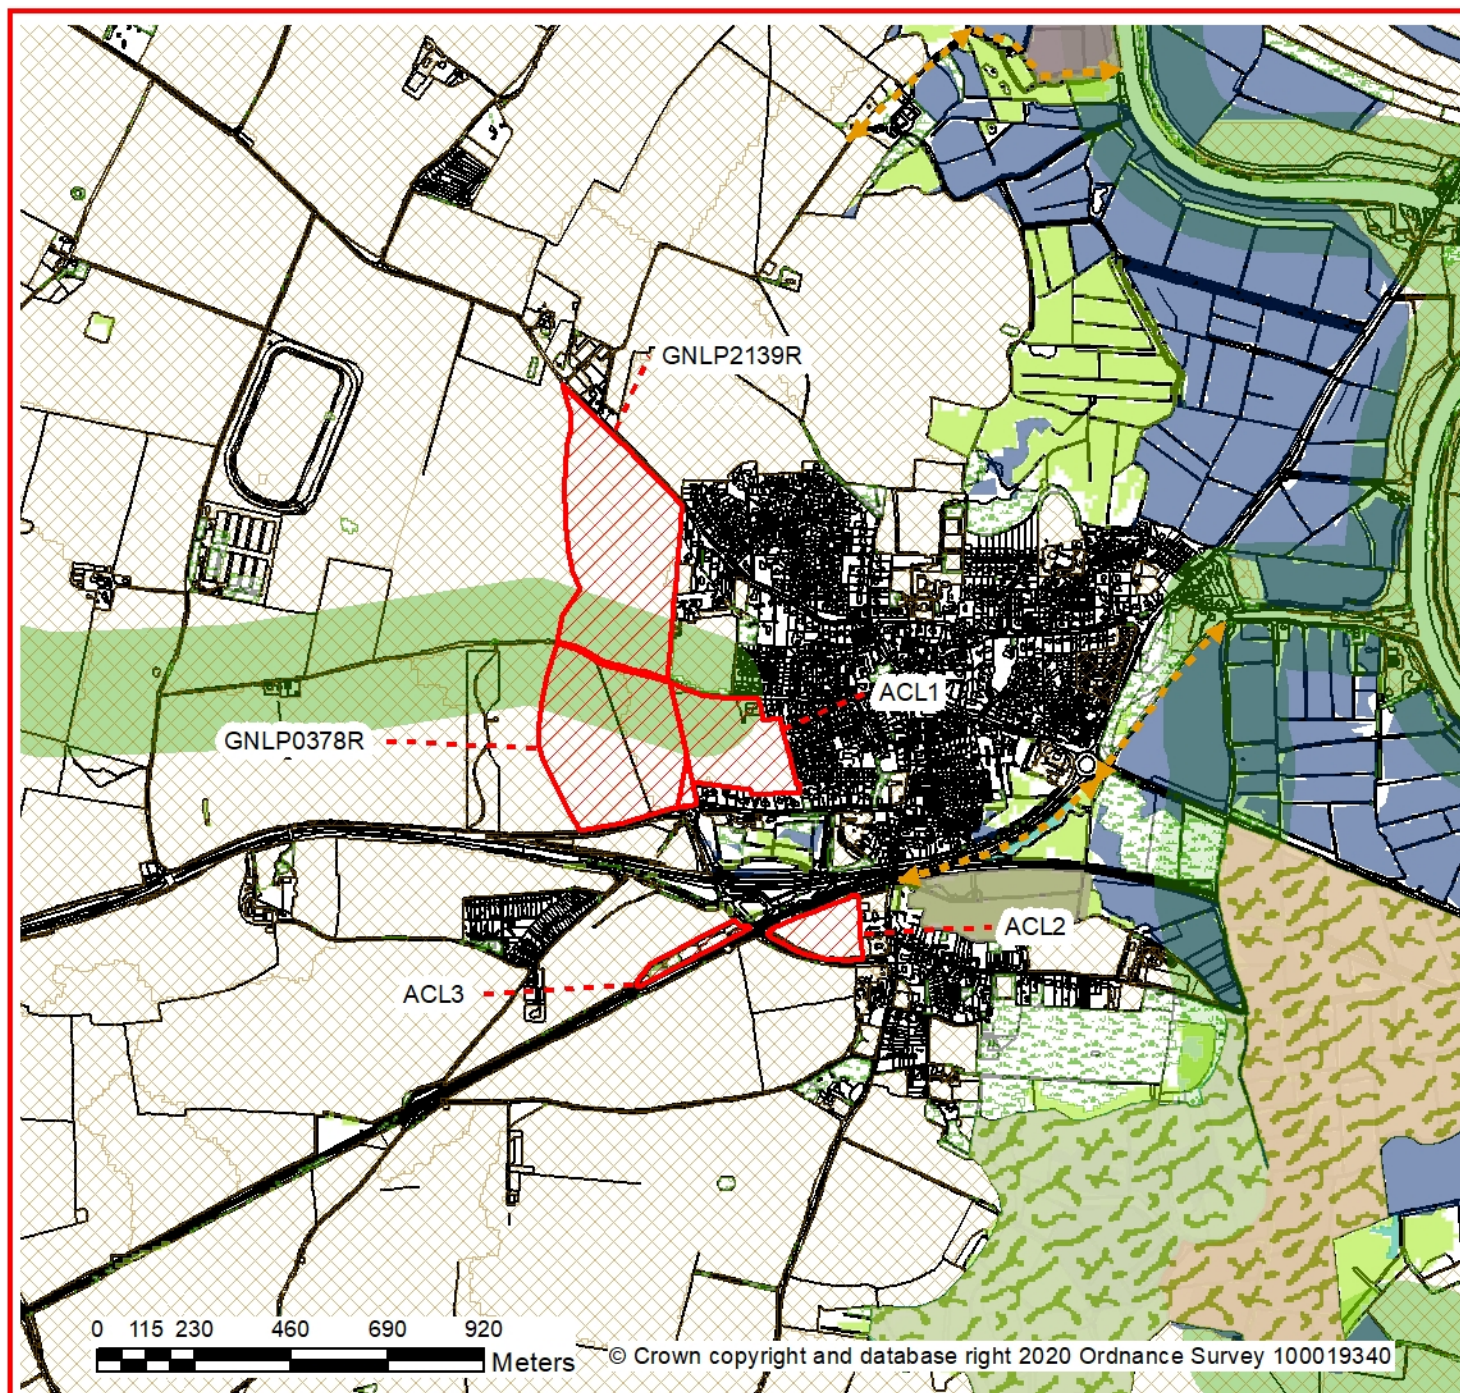 GNLP2139R
ACL1
GNLP0378R
ACL2
ACL3
0 115 230 460 690 920
Meters
© Crown copyright and database right 2020 Ordnance Survey 100019340